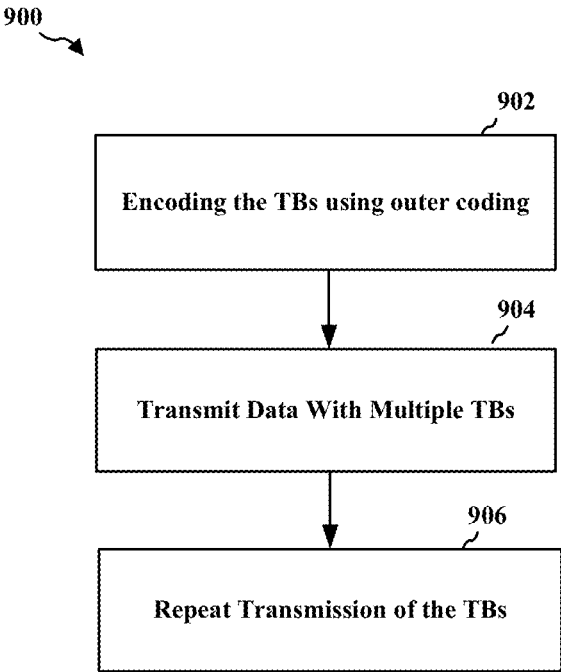 900
902
Encoding the TBs using outer coding
904
Transmit Data With Multiple TBs
906
Repeat Transmission of the TBs